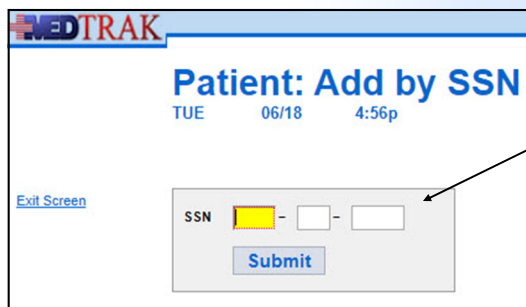 MEDTRAK
Patient: Add by SSN
TUE 06/18 4:56p
Exit Screen
SSN - -
Submit